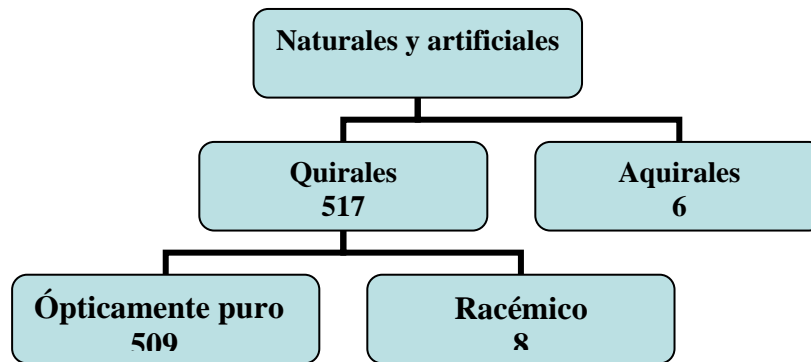 Naturales y artificiales
Quirales
517
Aquirales
6
Ópticamente puro
509
Racémico
8